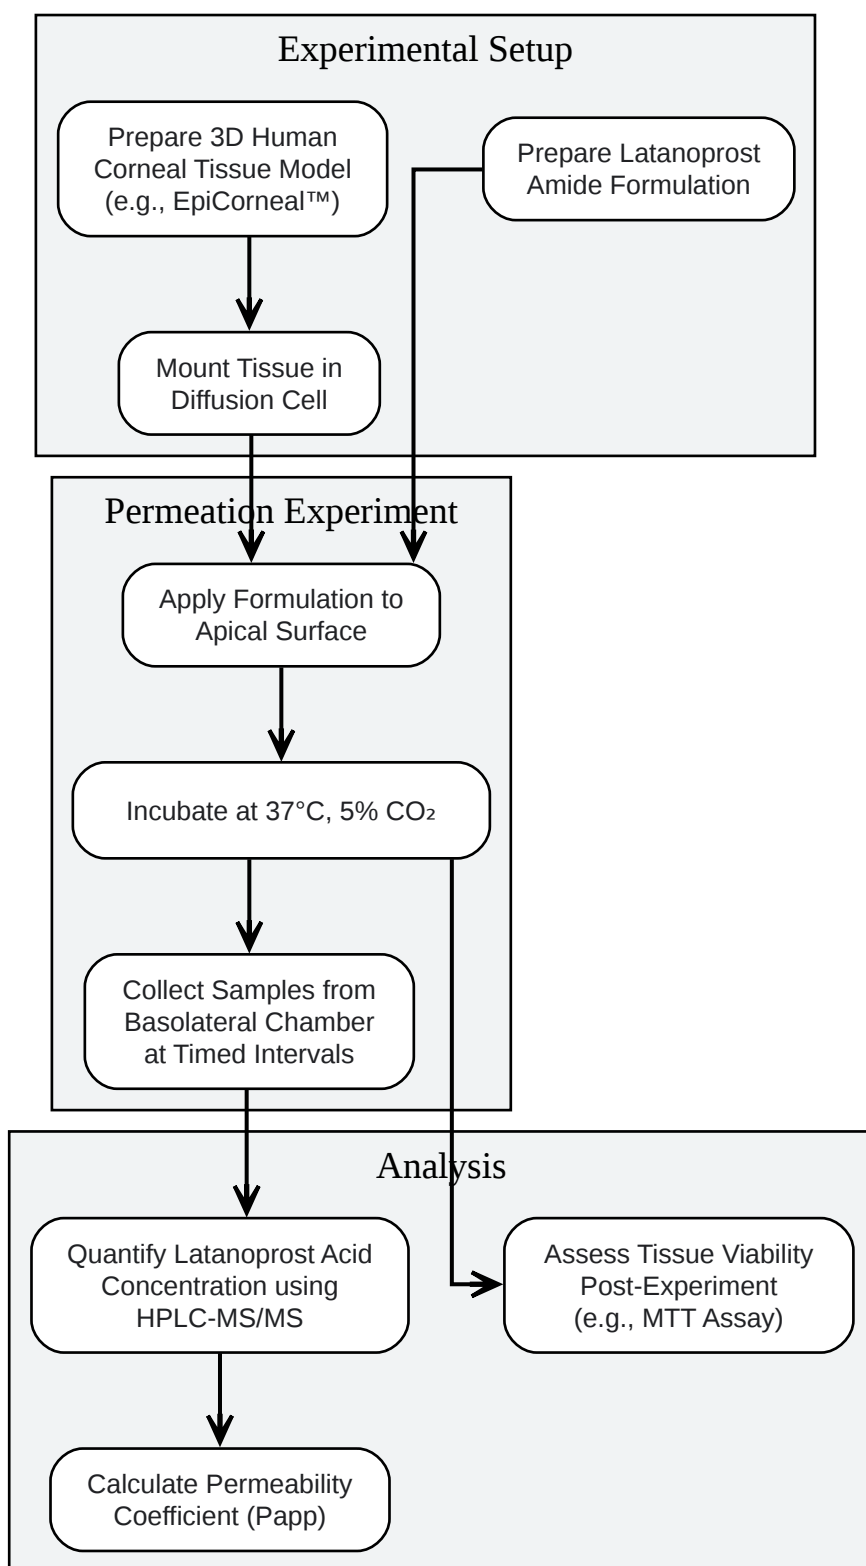 Experimental Setup
Prepare 3D Human
Corneal Tissue Model
(e.g., EpiCorneal™)
Prepare Latanoprost
Amide Formulation
Mount Tissue in
Diffusion Cell
Permeation Experiment
Apply Formulation to
Apical Surface
Incubate at 37°C, 5% CO₂
Collect Samples from
Basolateral Chamber
at Timed Intervals
Analysis
Quantify Latanoprost Acid
Concentration using
HPLC-MS/MS
Assess Tissue Viability
Post-Experiment
(e.g., MTT Assay)
Calculate Permeability
Coefficient (Papp)